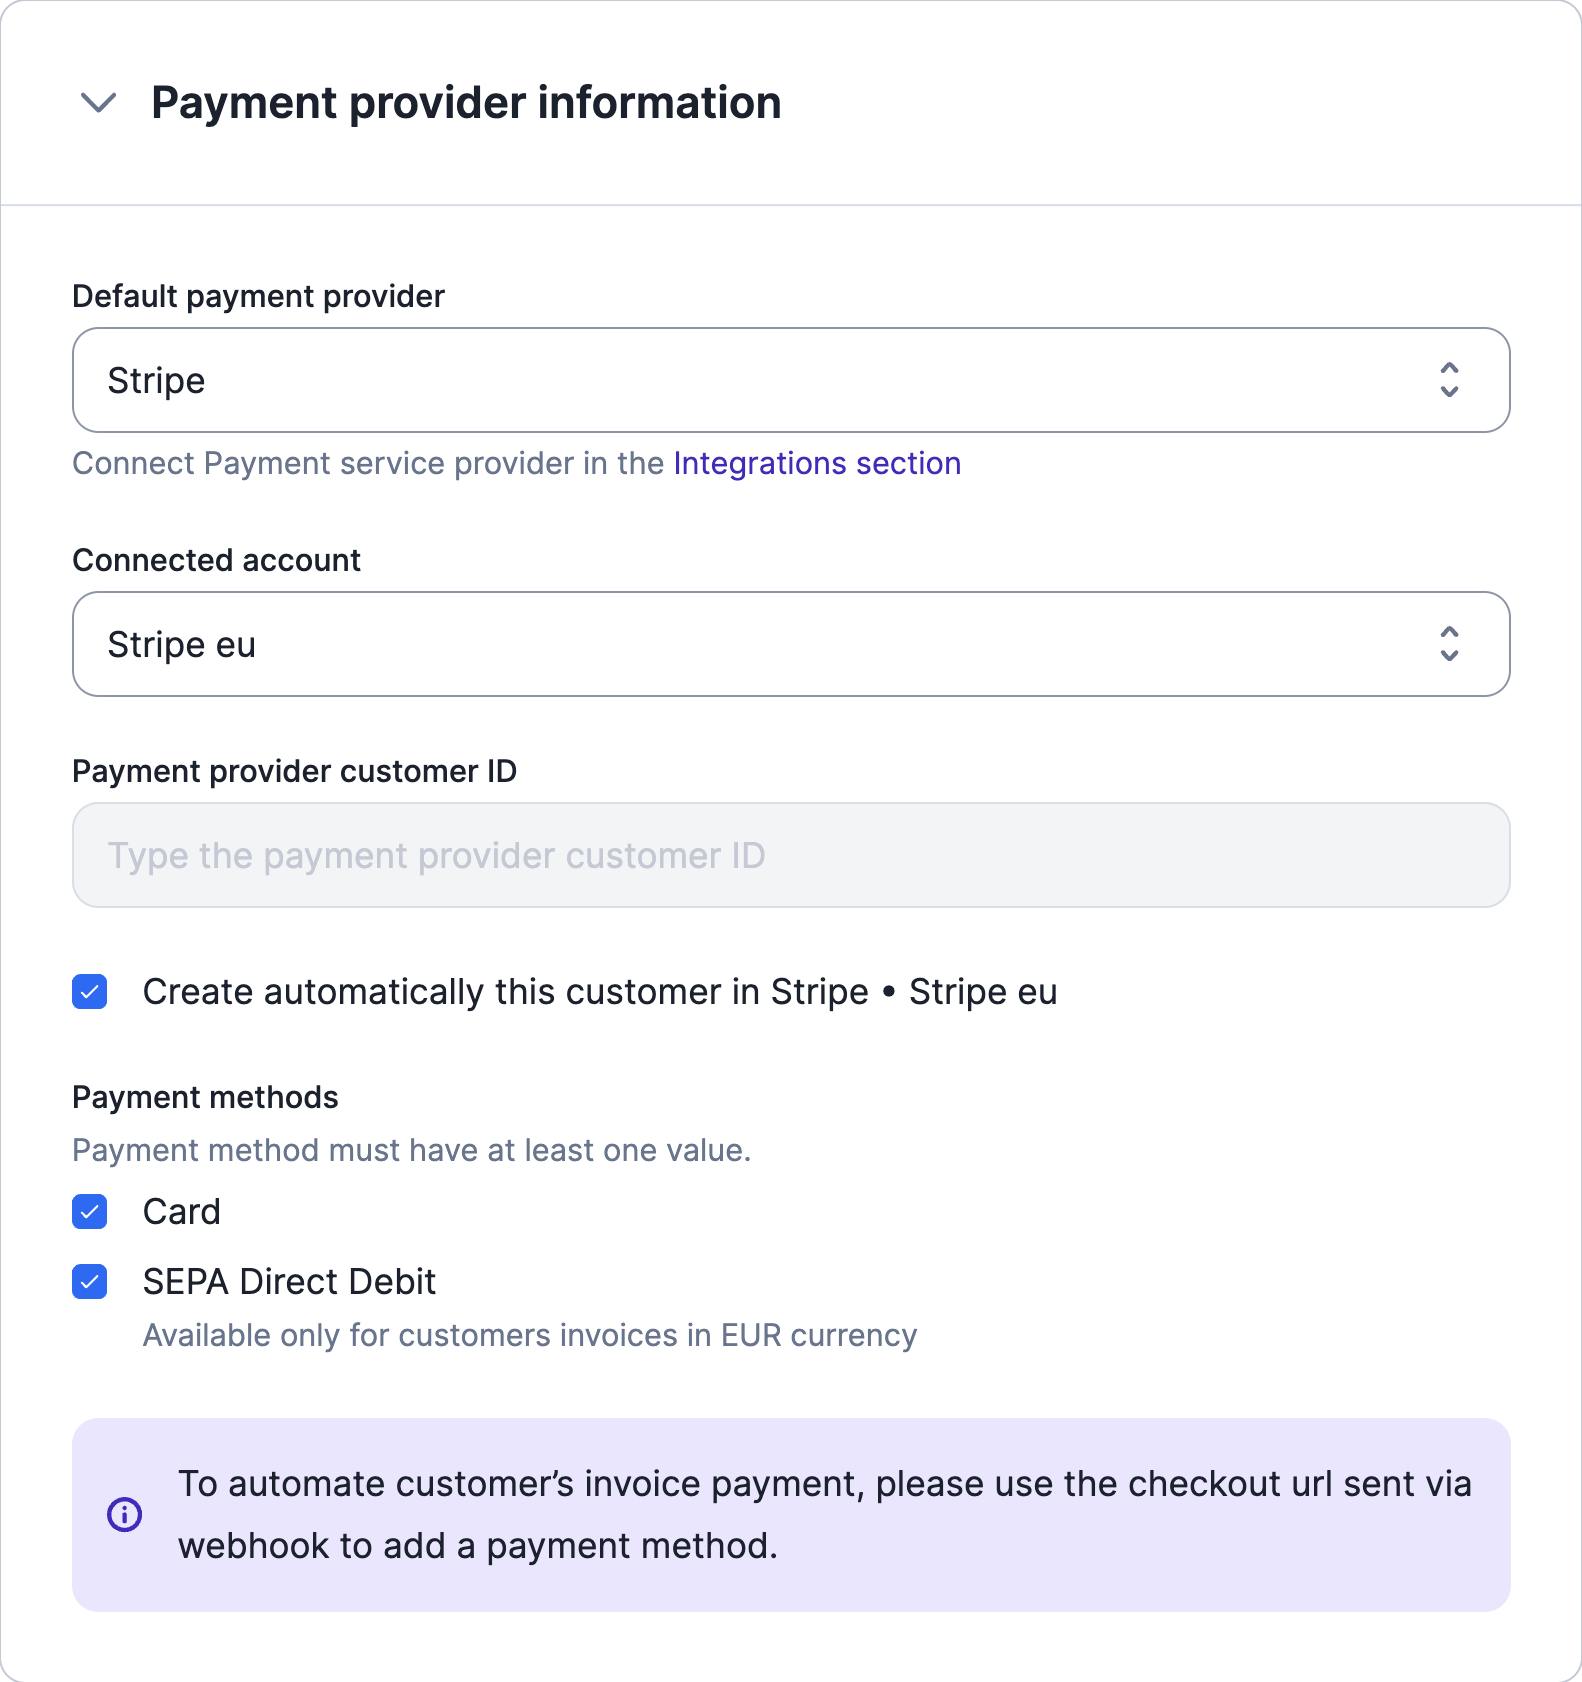 Payment provider information
Default payment provider
Stripe
Connect Payment service provider in the Integrations section
Connected account
Stripe eu
Payment provider customer ID
Type the payment provider customer ID
Create automatically this customer in Stripe • Stripe eu
Payment methods
Payment method must have at least one value.
Card
SEPA Direct Debit
Available only for customers invoices in EUR currency
To automate customer’s invoice payment, please use the checkout url sent via
webhook to add a payment method.